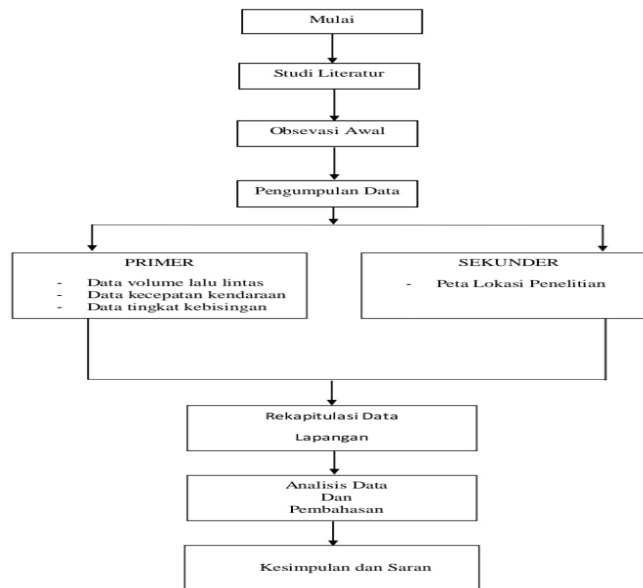 Mulai
Studi Literatur
Obsevasi Awal
Pengumpulan Data
PRIMER
- Data volume lalu lintas
- Data kecepatan kendaraan
- Data tingkat kebisingan
SEKUNDER
- Peta Lokasi Penelitian
Rekapitulasi Data
Lapangan
Analisis Data
Dan
Pembahasan
Kesimpulan dan Saran